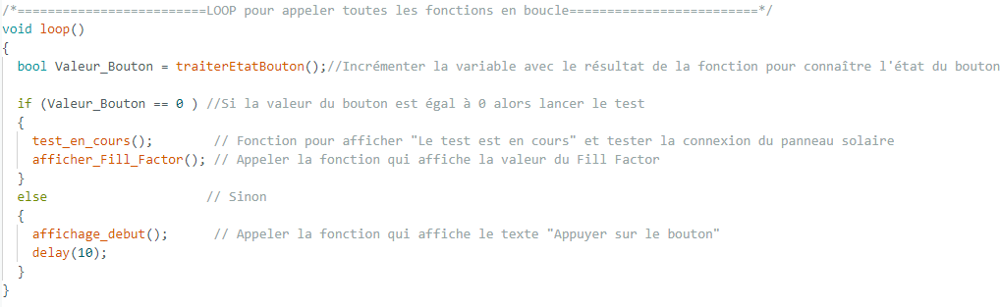 /*=========================LOOP pour appeler toutes les fonctions en boucle=========================*/
void loop()
{
  bool Valeur_Bouton = traiterEtatBouton();//Incrémenter la variable avec le résultat de la fonction pour connaître l'état du bouton

  if (Valeur_Bouton == 0 ) //Si la valeur du bouton est égal à 0 alors lancer le test
  {
    test_en_cours();        // Fonction pour afficher "Le test est en cours" et tester la connexion du panneau solaire
    afficher_Fill_Factor(); // Appeler la fonction qui affiche la valeur du Fill Factor
  }
  else                     // Sinon
  {
    affichage_debut();      // Appeler la fonction qui affiche le texte "Appuyer sur le bouton"
    delay(10);
  }
}